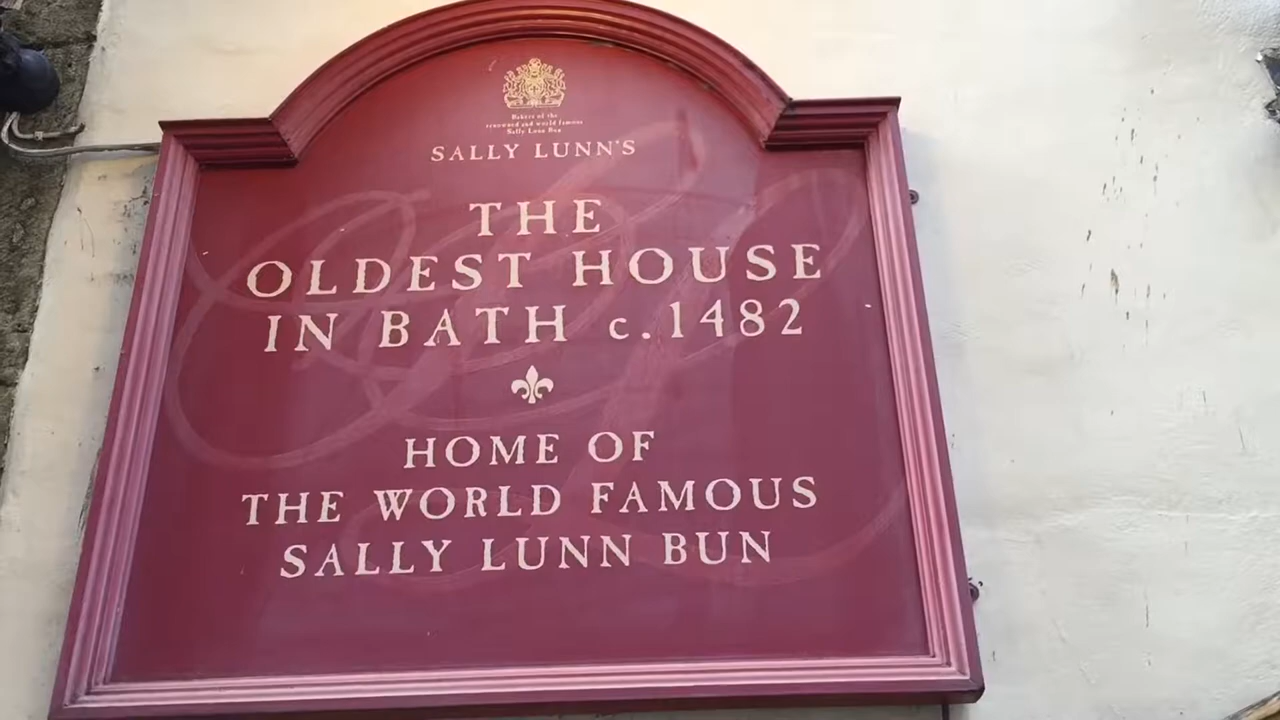 Bakers of the
renowned and world famous
Sally Lunn Bun
SALLY LUNN'S
THE
OLDEST HOUSE
IN BATH c.1482
HOME OF
THE WORLD FAMOUS
SALLY LUNN BUN